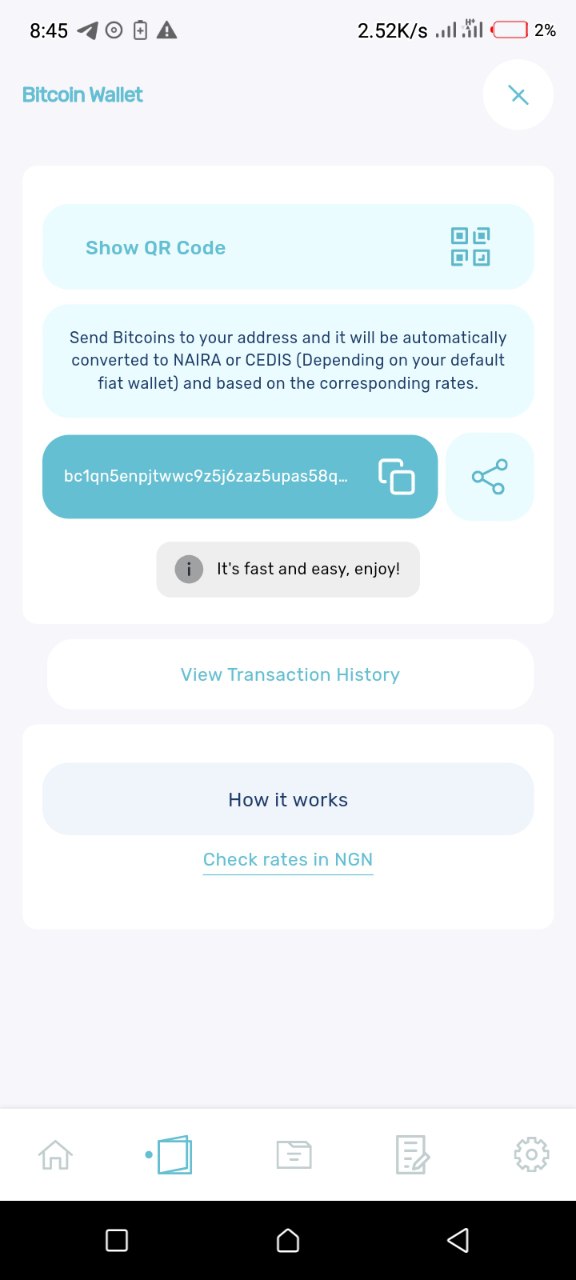 8:45 2.52K/s H+ 2%
Bitcoin Wallet
Show QR Code
Send Bitcoins to your address and it will be automatically
converted to NAIRA or CEDIS (Depending on your default
fiat wallet) and based on the corresponding rates.
bc1qn5enpjtwwc9z5j6zaz5upas58q...
It's fast and easy, enjoy!
View Transaction History
How it works
Check rates in NGN